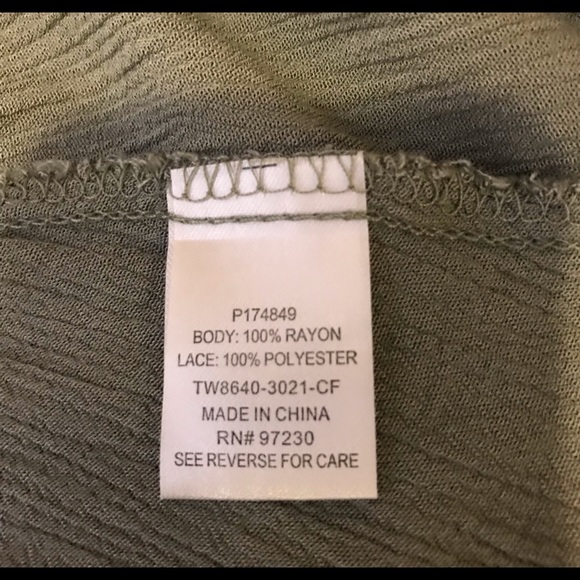 P174849
BODY: 100% RAYON
LACE: 100% POLYESTER
TW8640-3021-CF
MADE IN CHINA
RN# 97230
SEE REVERSE FOR CARE